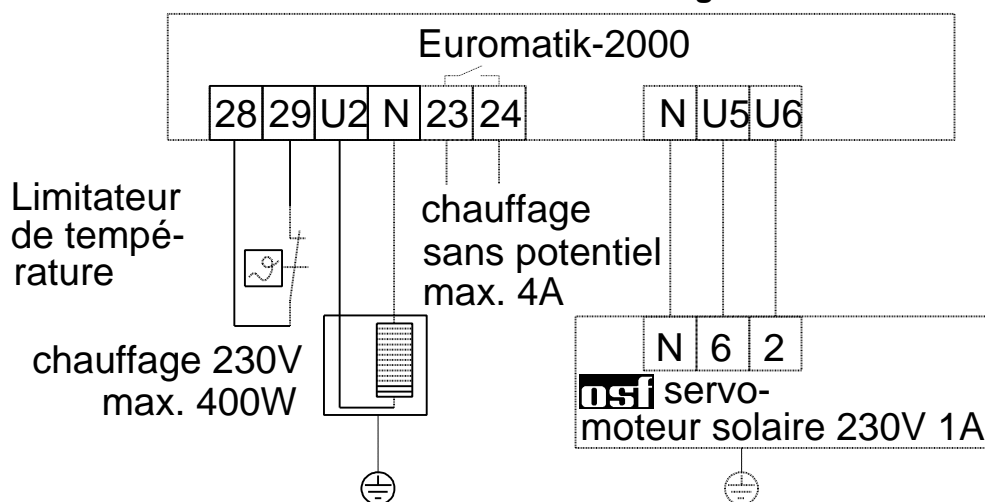 Euromatik-2000
28 29 U2 N 23 24
N U5 U6
Limitateur
de tempé-
rature
ϑ
chauffage
sans potentiel
max. 4A
chauffage 230V
max. 400W
N 6 2
osf servo-
moteur solaire 230V 1A